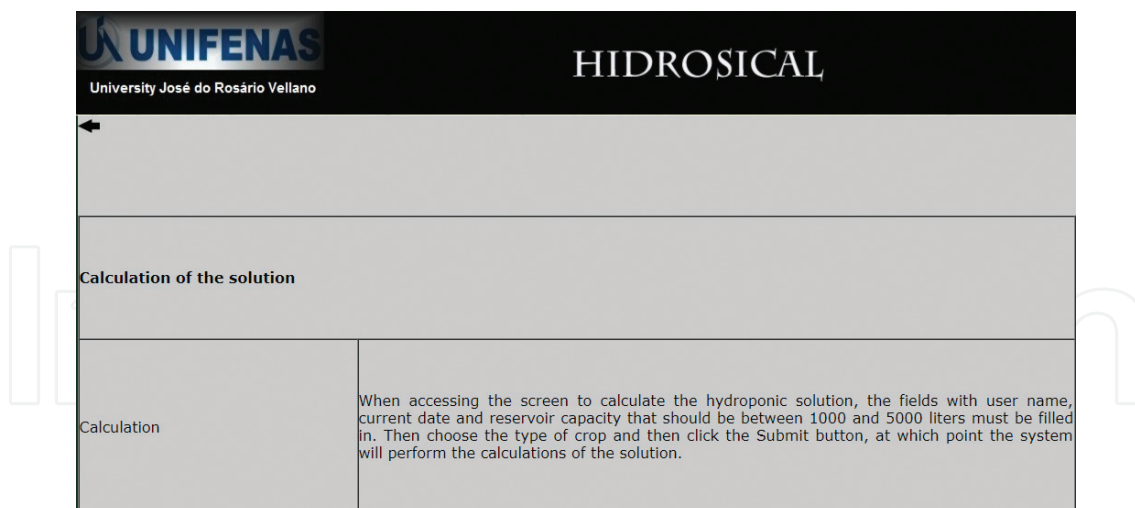 UNIFENAS
University José do Rosário Vellano
HIDROSICAL
Calculation of the solution
Calculation
When accessing the screen to calculate the hydroponic solution, the fields with user name,
current date and reservoir capacity that should be between 1000 and 5000 liters must be filled
in. Then choose the type of crop and then click the Submit button, at which point the system
will perform the calculations of the solution.